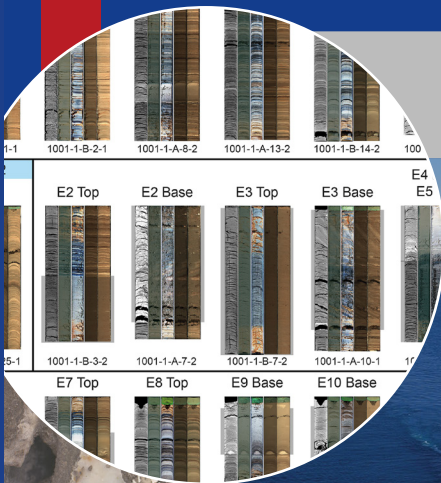 1001-1-B-2-1 1001-1-A-8-2 1001-1-A-13-2 1001-1-B-14-2
E4
E2 Top E2 Base E3 Top E3 Base E5
1001-1-B-3-2 1001-1-A-7-2 1001-1-B-7-2 1001-1-A-10-1
E7 Top E8 Top E9 Base E10 Base